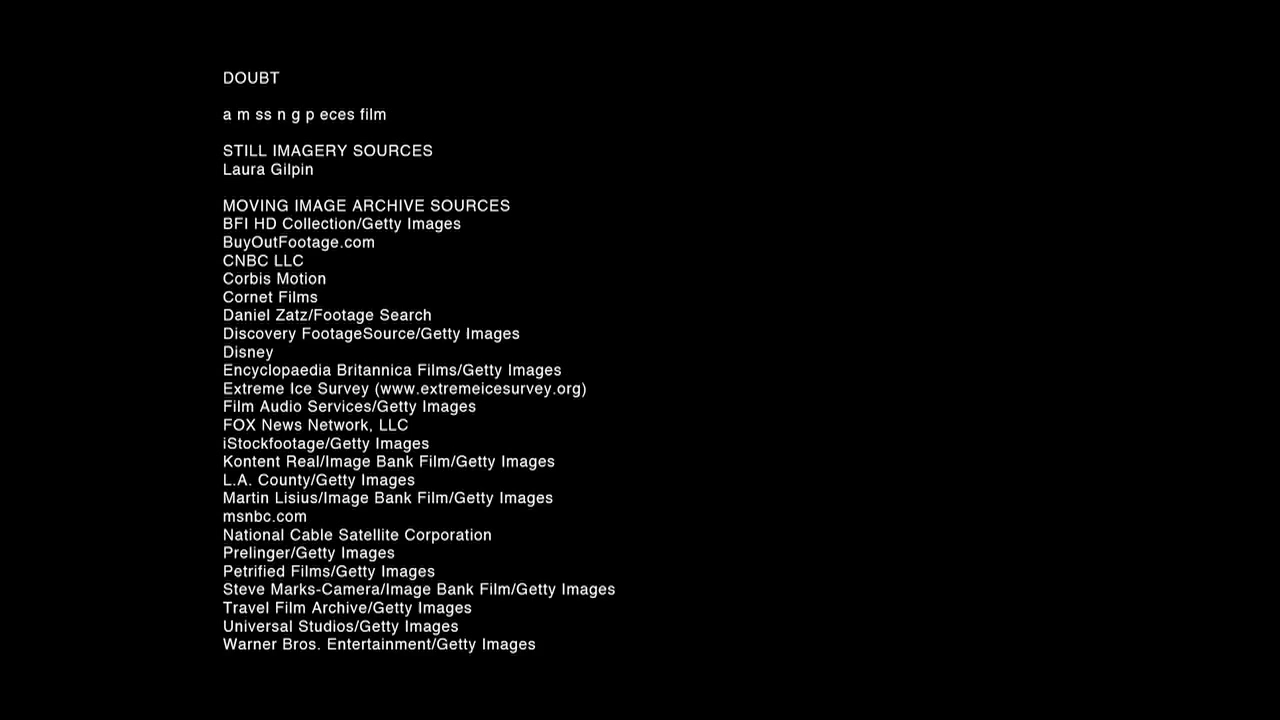 DOUBT
a m ss n g p eces film
STILL IMAGERY SOURCES
Laura Gilpin
MOVING IMAGE ARCHIVE SOURCES
BFI HD Collection/Getty Images
BuyOutFootage.com
CNBC LLC
Corbis Motion
Cornet Films
Daniel Zatz/Footage Search
Discovery FootageSource/Getty Images
Disney
Encyclopaedia Britannica Films/Getty Images
Extreme Ice Survey (www.extremeicesurvey.org)
Film Audio Services/Getty Images
FOX News Network, LLC
iStockfootage/Getty Images
Kontent Real/Image Bank Film/Getty Images
L.A. County/Getty Images
Martin Lisius/Image Bank Film/Getty Images
msnbc.com
National Cable Satellite Corporation
Prelinger/Getty Images
Petrified Films/Getty Images
Steve Marks-Camera/Image Bank Film/Getty Images
Travel Film Archive/Getty Images
Universal Studios/Getty Images
Warner Bros. Entertainment/Getty Images